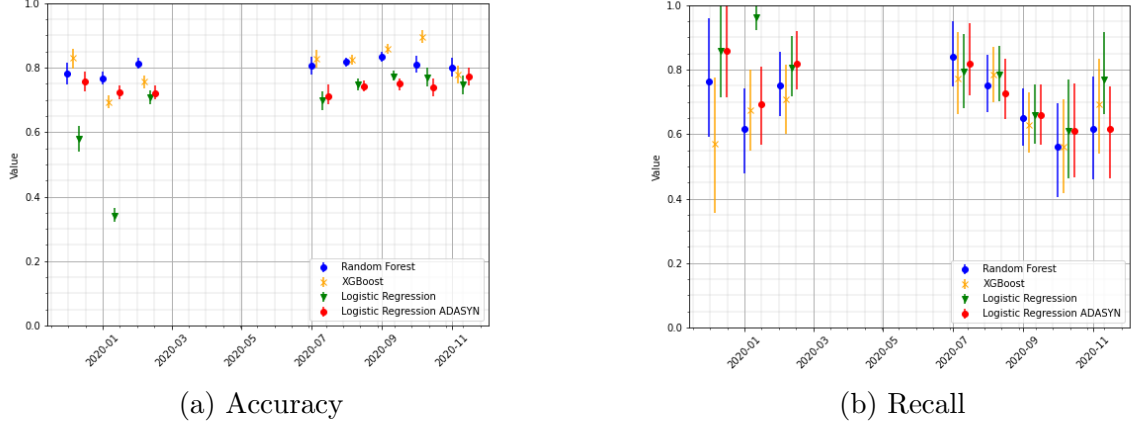 1.0
0.8
0.6
0.4
0.2
0.0
Value
2020-01
2020-03
2020-05
2020-07
2020-09
2020-11
Random Forest
XGBoost
Logistic Regression
Logistic Regression ADASYN
(a) Accuracy
1.0
0.8
0.6
0.4
0.2
0.0
Value
2020-01
2020-03
2020-05
2020-07
2020-09
2020-11
Random Forest
XGBoost
Logistic Regression
Logistic Regression ADASYN
(b) Recall